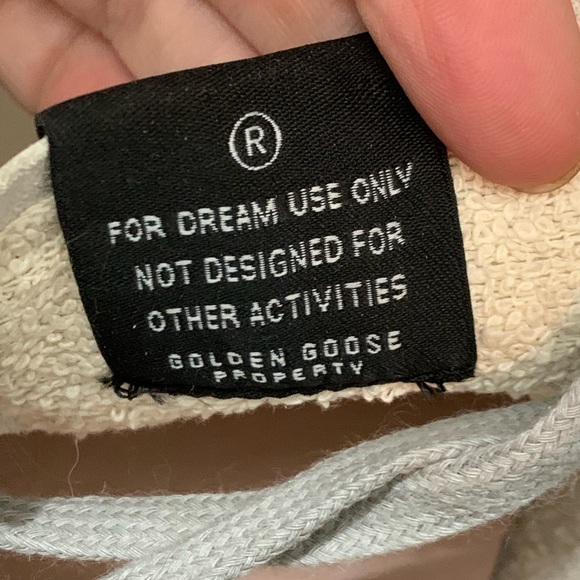 ®
FOR DREAM USE ONLY
NOT DESIGNED FOR
OTHER ACTIVITIES
GOLDEN GOOSE
PROPERTY